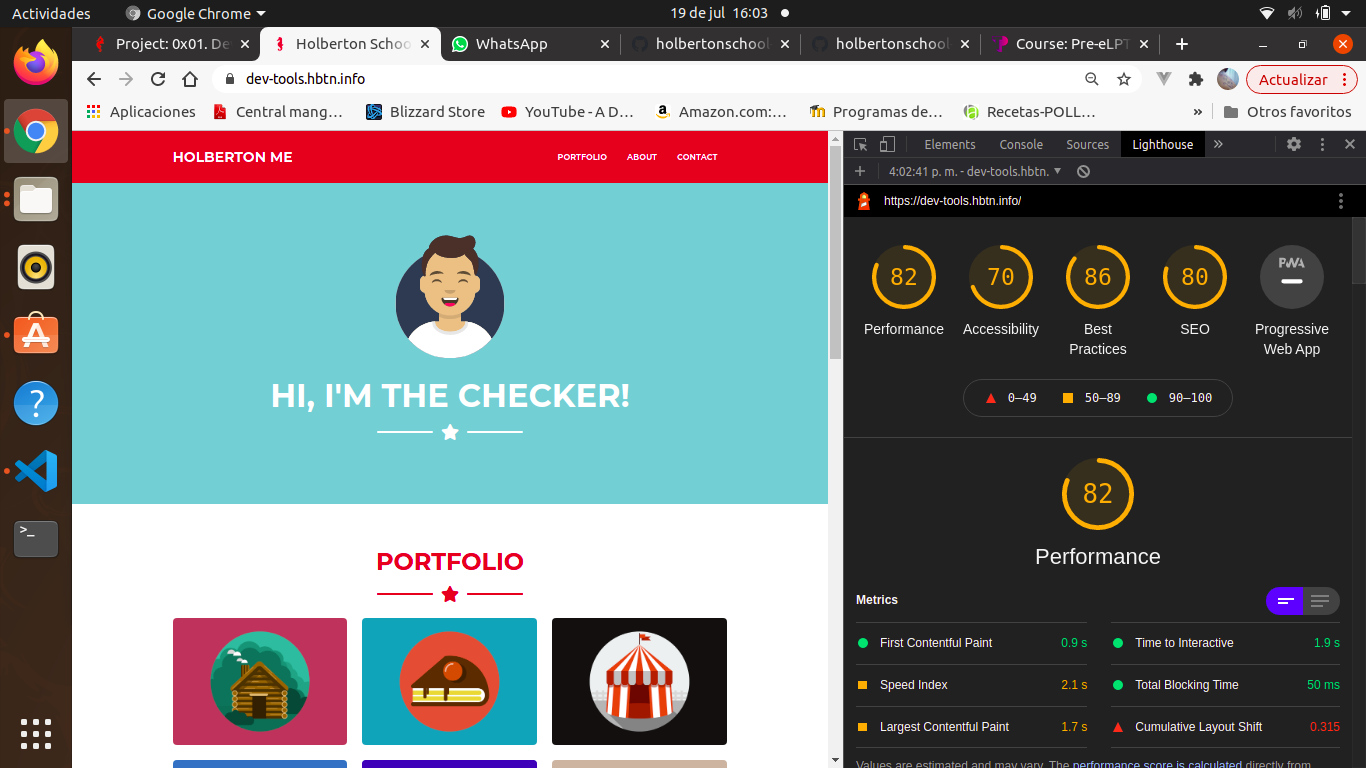 Actividades
Google Chrome
19 de jul 16:03
Project: 0x01. De
Holberton Schoo
WhatsApp
holbertonschool
holbertonschool
Course: Pre-eLPT
dev-tools.hbtn.info
Actualizar
Aplicaciones
Central mang…
Blizzard Store
YouTube - A D…
Amazon.com:…
Programas de…
Recetas-POLL…
»
Otros favoritos
HOLBERTON ME
PORTFOLIO
ABOUT
CONTACT
HI, I'M THE CHECKER!
PORTFOLIO
Elements
Console
Sources
Lighthouse
»
4:02:41 p. m. - dev-tools.hbtn.
https://dev-tools.hbtn.info/
82
Performance
70
Accessibility
86
Best
Practices
80
SEO
PWA
Progressive
Web App
0–49
50–89
90–100
82
Performance
Metrics
First Contentful Paint 0.9 s
Time to Interactive 1.9 s
Speed Index 2.1 s
Total Blocking Time 50 ms
Largest Contentful Paint 1.7 s
Cumulative Layout Shift 0.315
Values are estimated and may vary. The performance score is calculated directly from